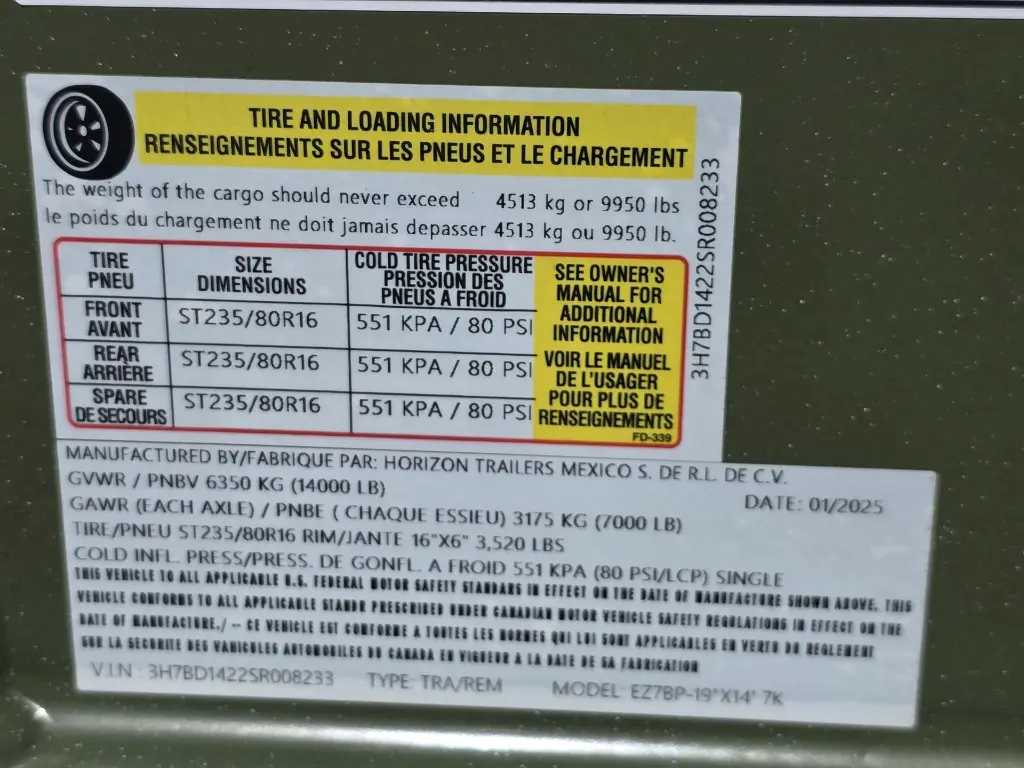 TIRE AND LOADING INFORMATION
RENSEIGNEMENTS SUR LES PNEUS ET LE CHARGEMENT
The weight of the cargo should never exceed 4513 kg or 9950 lbs
le poids du chargement ne doit jamais depasser 4513 kg ou 9950 lb.
TIRE
PNEU
SIZE
DIMENSIONS
COLD TIRE PRESSURE
PRESSION DES
PNEUS A FROID
FRONT
AVANT
ST235/80R16
551 KPA / 80 PSI
REAR
ARRIÈRE
ST235/80R16
551 KPA / 80 PSI
SPARE
DE SECOURS
ST235/80R16
551 KPA / 80 PSI
SEE OWNER'S
MANUAL FOR
ADDITIONAL
INFORMATION
VOIR LE MANUEL
DE L'USAGER
POUR PLUS DE
RENSEIGNEMENTS
FD-339
3H7BD1422SR008233
MANUFACTURED BY/FABRIQUE PAR: HORIZON TRAILERS MEXICO S. DE R.L. DE C.V.
GVWR / PNBV 6350 KG (14000 LB)
DATE: 01/2025
GAWR (EACH AXLE) / PNBE ( CHAQUE ESSIEU) 3175 KG (7000 LB)
TIRE/PNEU ST235/80R16 RIM/JANTE 16"X6" 3,520 LBS
COLD INFL. PRESS/PRESS. DE GONFL. A FROID 551 KPA (80 PSI/LCP) SINGLE
THIS VEHICLE TO ALL APPLICABLE U.S. FEDERAL MOTOR SAFETY STANDARS IN EFFECT ON THE DATE OF MANUFACTURE SHOWN ABOVE. THIS
VEHICLE CONFORMS TO ALL APPLICABLE STANDR PRESCRIBED UNDER CANADIAN MOTOR VEHICLE SAFETY REGULATIONS IN EFFECT ON THE
DATE OF MANUFACTURE./ -- CE VEHICLE EST CONFORME A TOUTES LES NORMES QUI LUI SONT APPLICABLES EN VERTU DU REGLEMENT
SUR LA SECURITE DES VAHICULES AUTOMOBILES DU CANADA EN VIGUEUR A LA DATE DE SA FABRICATION
V.I.N : 3H7BD1422SR008233 TYPE: TRA/REM MODEL: EZ7BP-19"X14' 7K